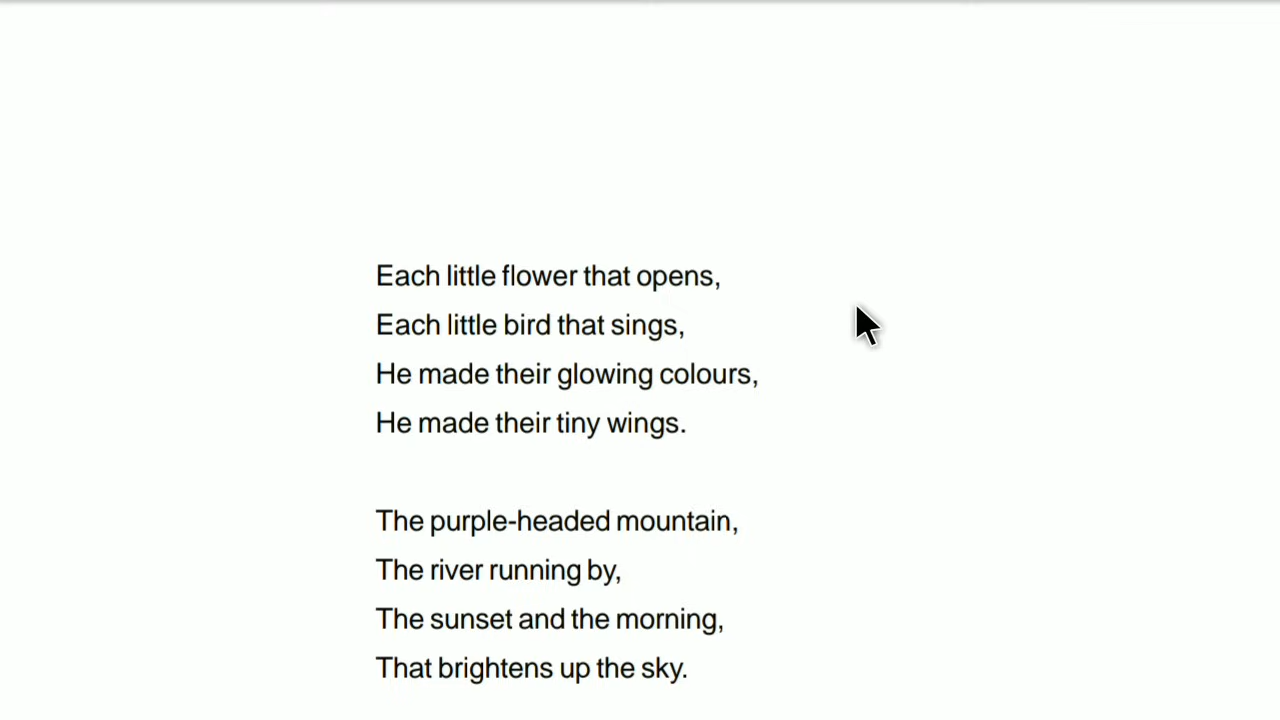 Each little flower that opens,
Each little bird that sings,
He made their glowing colours,
He made their tiny wings.
The purple-headed mountain,
The river running by,
The sunset and the morning,
That brightens up the sky.